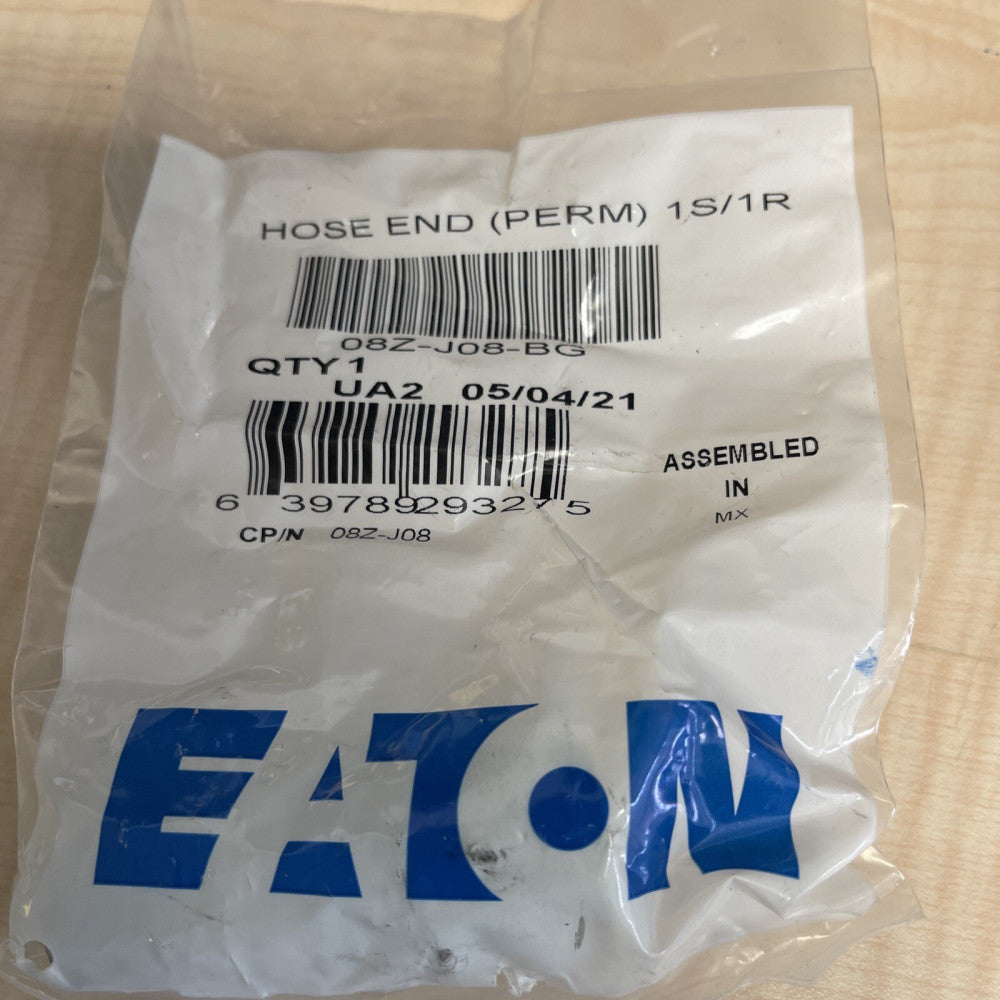 HOSE END (PERM) 1S/1R
08Z-J08-BG
QTY 1
UA2 05/04/21
6 39789293275
CP/N 08Z-J08
ASSEMBLED
IN
MX
EATON